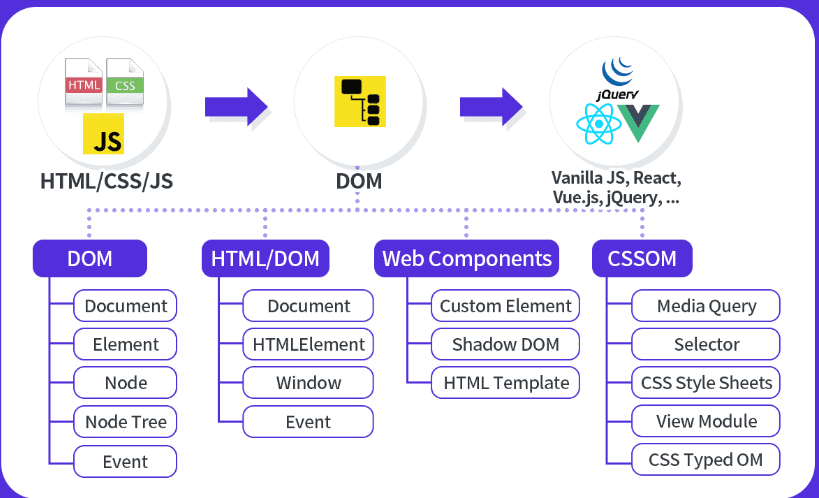 HTML
CSS
JS
jQuery
HTML/CSS/JS
DOM
Vanilla JS, React,
Vue.js, jQuery, ...
DOM
Document
Element
Node
Node Tree
Event
HTML/DOM
Document
HTMLElement
Window
Event
Web Components
Custom Element
Shadow DOM
HTML Template
CSSOM
Media Query
Selector
CSS Style Sheets
View Module
CSS Typed OM